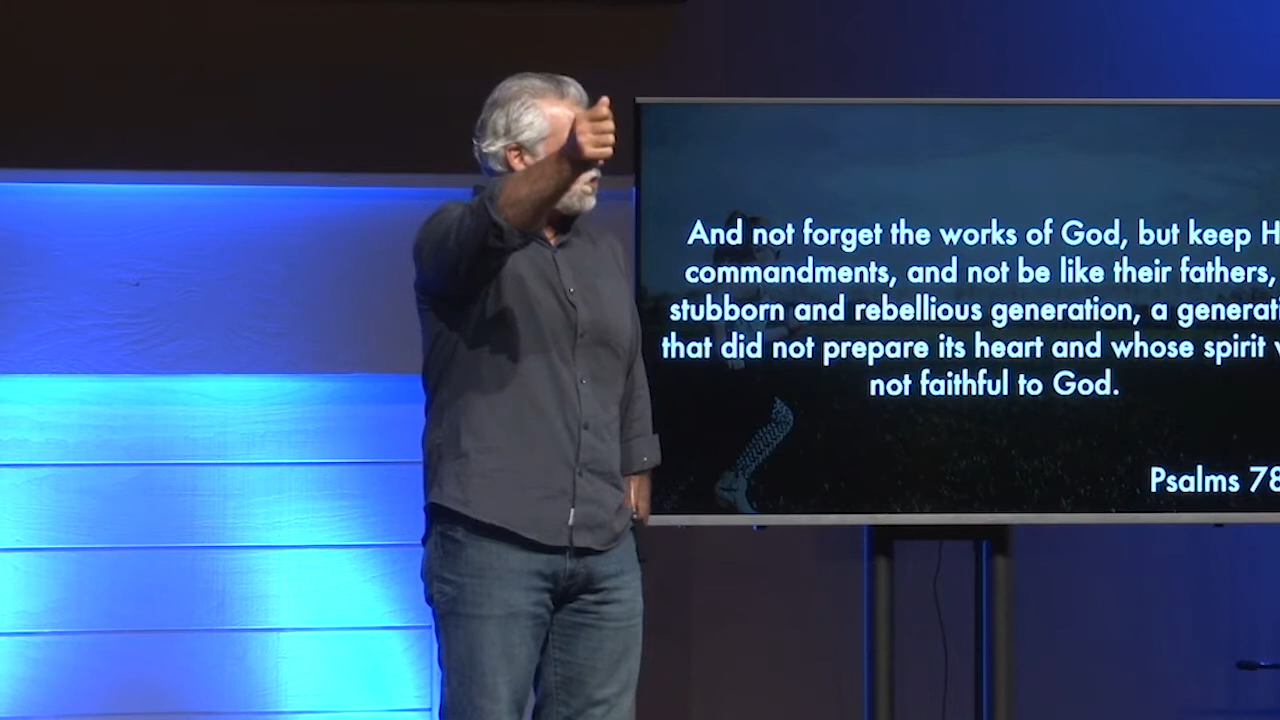 And not forget the works of God, but keep H
commandments, and not be like their fathers,
stubborn and rebellious generation, a generati
that did not prepare its heart and whose spirit
not faithful to God.
Psalms 78